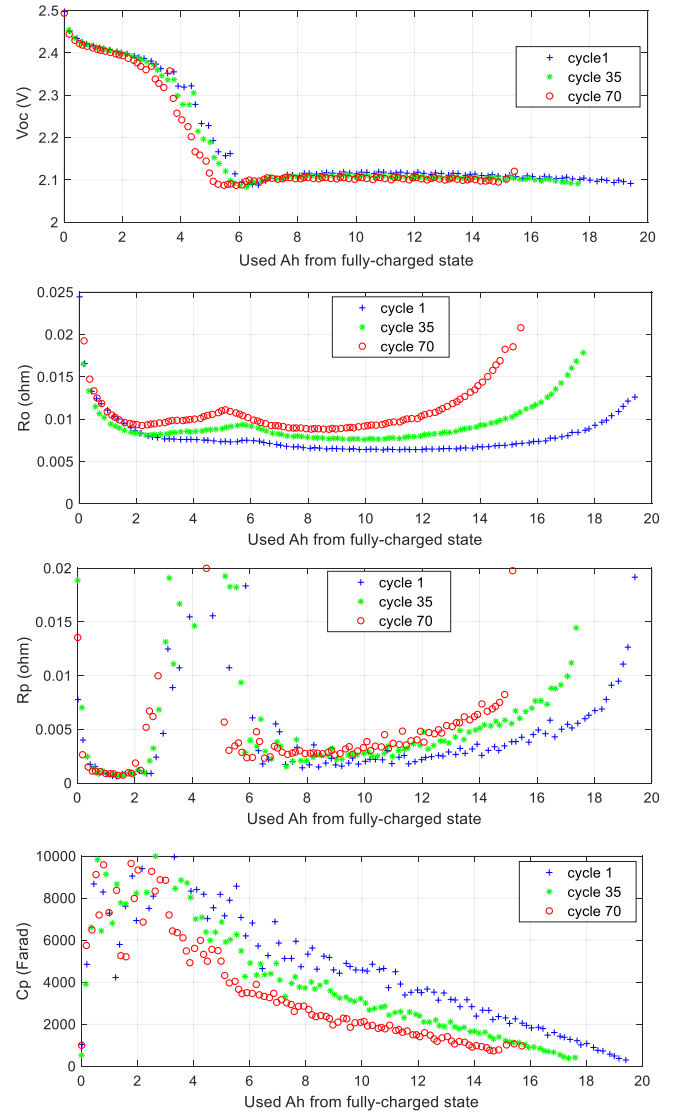 2.5
2.4
2.3
2.2
2.1
2
Voc (V)
cycle1
cycle 35
cycle 70
0 2 4 6 8 10 12 14 16 18 20
Used Ah from fully-charged state
0.025
0.02
0.015
0.01
0.005
0
Ro (ohm)
cycle 1
cycle 35
cycle 70
0 2 4 6 8 10 12 14 16 18 20
Used Ah from fully-charged state
0.02
0.015
0.01
0.005
0
Rp (ohm)
cycle 1
cycle 35
cycle 70
0 2 4 6 8 10 12 14 16 18 20
Used Ah from fully-charged state
10000
8000
6000
4000
2000
0
Cp (Farad)
cycle 1
cycle 35
cycle 70
0 2 4 6 8 10 12 14 16 18 20
Used Ah from fully-charged state